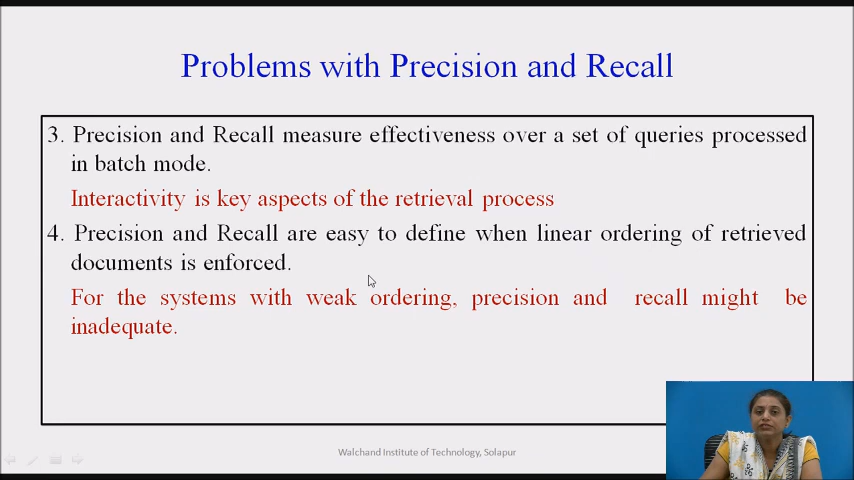 Problems with Precision and Recall
3. Precision and Recall measure effectiveness over a set of queries processed
in batch mode.
Interactivity is key aspects of the retrieval process
4. Precision and Recall are easy to define when linear ordering of retrieved
documents is enforced.
For the systems with weak ordering, precision and recall might be
inadequate.
Walchand Institute of Technology, Solapur